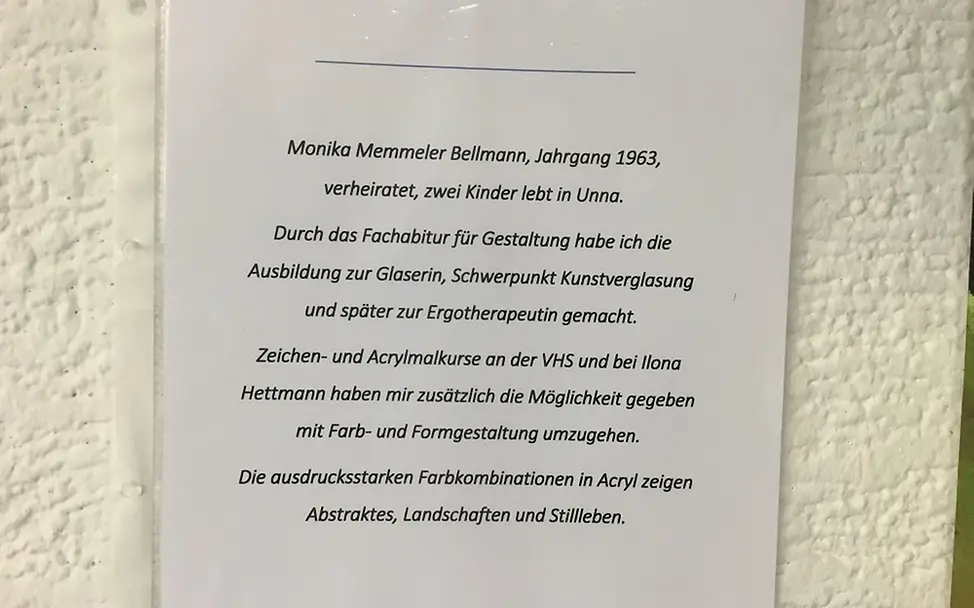 Monika Memmeler Bellmann, Jahrgang 1963,
verheiratet, zwei Kinder lebt in Unna.
Durch das Fachabitur für Gestaltung habe ich die
Ausbildung zur Glaserin, Schwerpunkt Kunstverglasung
und später zur Ergotherapeutin gemacht.
Zeichen- und Acrylmalkurse an der VHS und bei Ilona
Hettmann haben mir zusätzlich die Möglichkeit gegeben
mit Farb- und Formgestaltung umzugehen.
Die ausdrucksstarken Farbkombinationen in Acryl zeigen
Abstraktes, Landschaften und Stillleben.